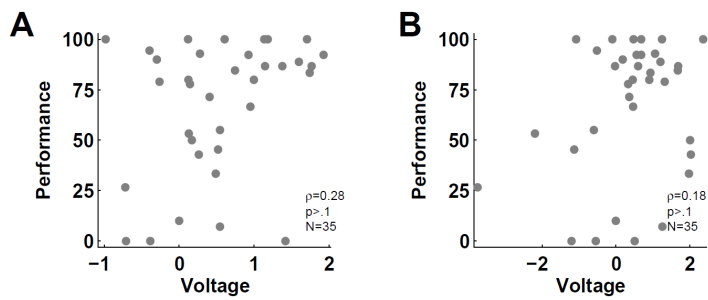 A
Performance
100
75
50
25
0
ρ=0.28
p>.1
N=35
−1 0 1 2
Voltage
B
Performance
100
75
50
25
0
ρ=0.18
p>.1
N=35
−2 0 2
Voltage